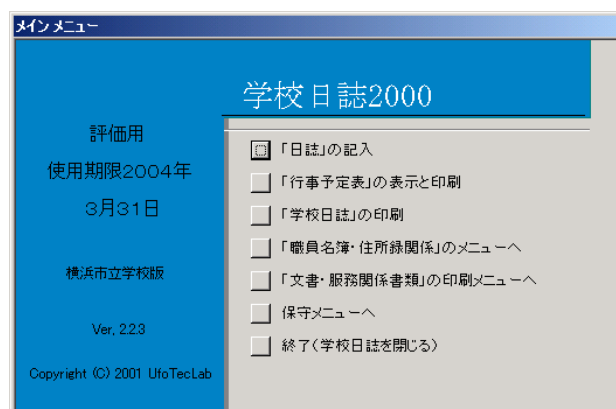 メイン メニュー
学校日誌2000
評価用
使用期限2004年
3月31日
横浜市立学校版
Ver, 2.2.3
Copyright (C) 2001 UfoTecLab
「日誌」の記入
「行事予定表」の表示と印刷
「学校日誌」の印刷
「職員名簿・住所録関係」のメニューへ
「文書・服務関係書類」の印刷メニューへ
保守メニューへ
終了(学校日誌を閉じる)